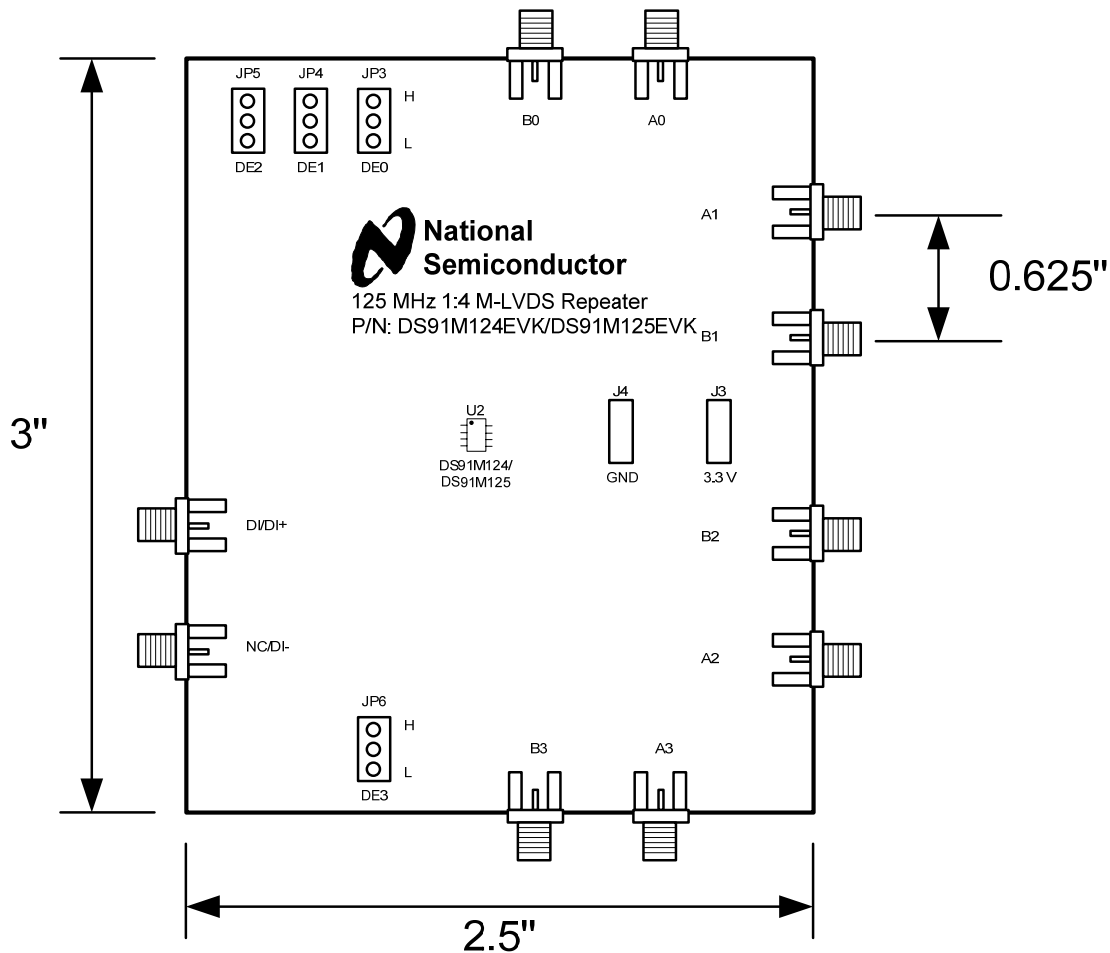 JP5 JP4 JP3
H
L
DE2 DE1 DE0
B0 A0
A1
National
Semiconductor
125 MHz 1:4 M-LVDS Repeater
P/N: DS91M124EVK/DS91M125EVK
B1
0.625"
3"
U2
DS91M124/
DS91M125
J4
GND
J3
3.3 V
DI/DI+
B2
NC/DI-
A2
JP6
H
L
DE3
B3 A3
2.5"